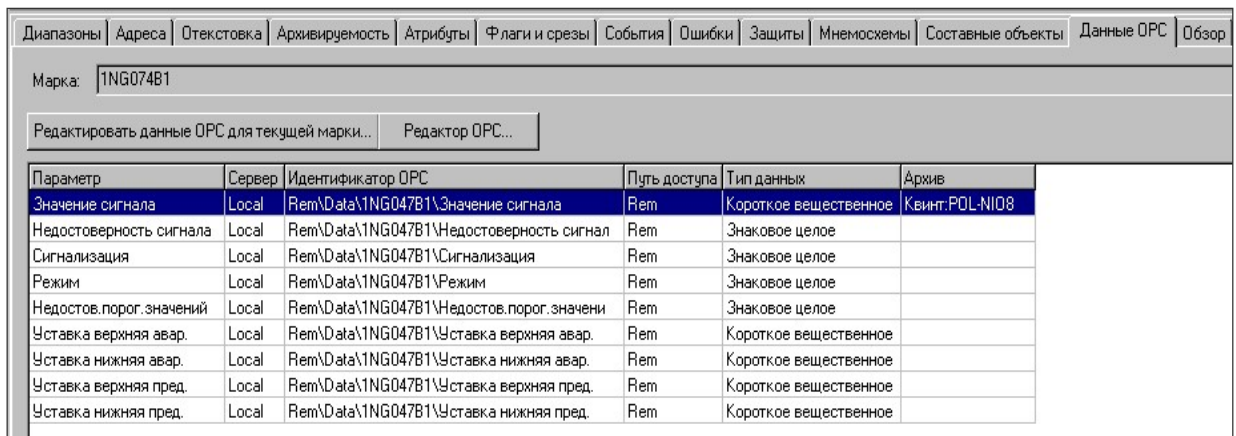 Диапазоны Адреса Отекстовка Архивируемость Атрибуты Флаги и срезы События Ошибки Защиты Мнемосхемы Составные объекты Данные OPC Обзор
Марка: 1NG074B1
Редактировать данные OPC для текущей марки... Редактор OPC...
Параметр Сервер Идентификатор OPC Путь доступа Тип данных Архив
Значение сигнала Local Rem\Data\1NG047B1\Значение сигнала Rem Короткое вещественное Квинт:POL-NIO8
Недостоверность сигнала Local Rem\Data\1NG047B1\Недостоверность сигнал Rem Знаковое целое
Сигнализация Local Rem\Data\1NG047B1\Сигнализация Rem Знаковое целое
Режим Local Rem\Data\1NG047B1\Режим Rem Знаковое целое
Недостов.порог.значений Local Rem\Data\1NG047B1\Недостов.порог.значени Rem Знаковое целое
Уставка верхняя авар. Local Rem\Data\1NG047B1\Уставка верхняя авар. Rem Короткое вещественное
Уставка нижняя авар. Local Rem\Data\1NG047B1\Уставка нижняя авар. Rem Короткое вещественное
Уставка верхняя пред. Local Rem\Data\1NG047B1\Уставка верхняя пред. Rem Короткое вещественное
Уставка нижняя пред. Local Rem\Data\1NG047B1\Уставка нижняя пред. Rem Короткое вещественное